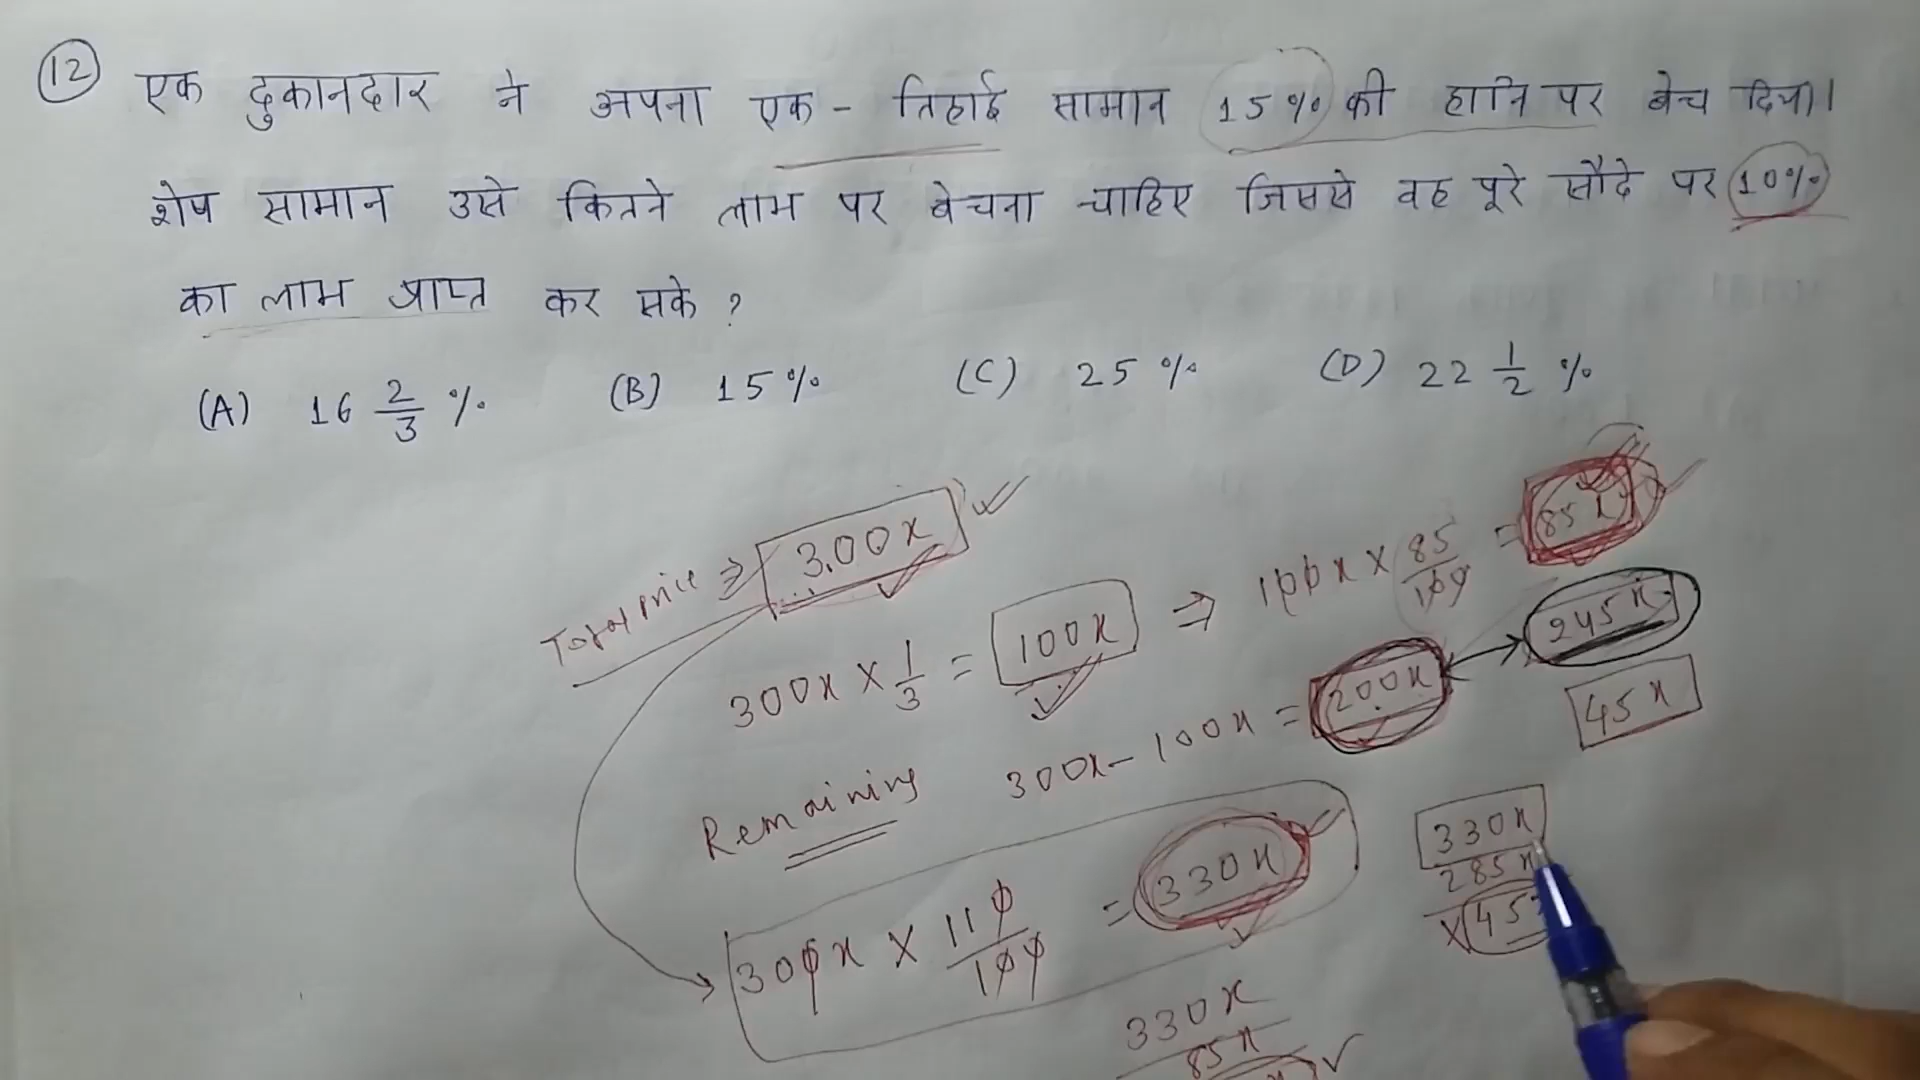 12 एक दुकानदार ने अपना एक - तिहाई सामान 15% की हानि पर बेच दिया।
शेष सामान उसे कितने लाभ पर बेचना चाहिए जिससे वह पूरे सौदे पर 10%
का लाभ प्राप्त कर सके ?
(A) 16 2/3 % (B) 15 % (C) 25 % (D) 22 1/2 %
Total price ⇒ 300x
300x × 1/3 = 100x ⇒ 100x × 85/100 = 85x
Remaining 300x - 100x = 200x ↔ 245x
45x
300x × 110/100 = 330x
330x
285x
× 45
330x
85x